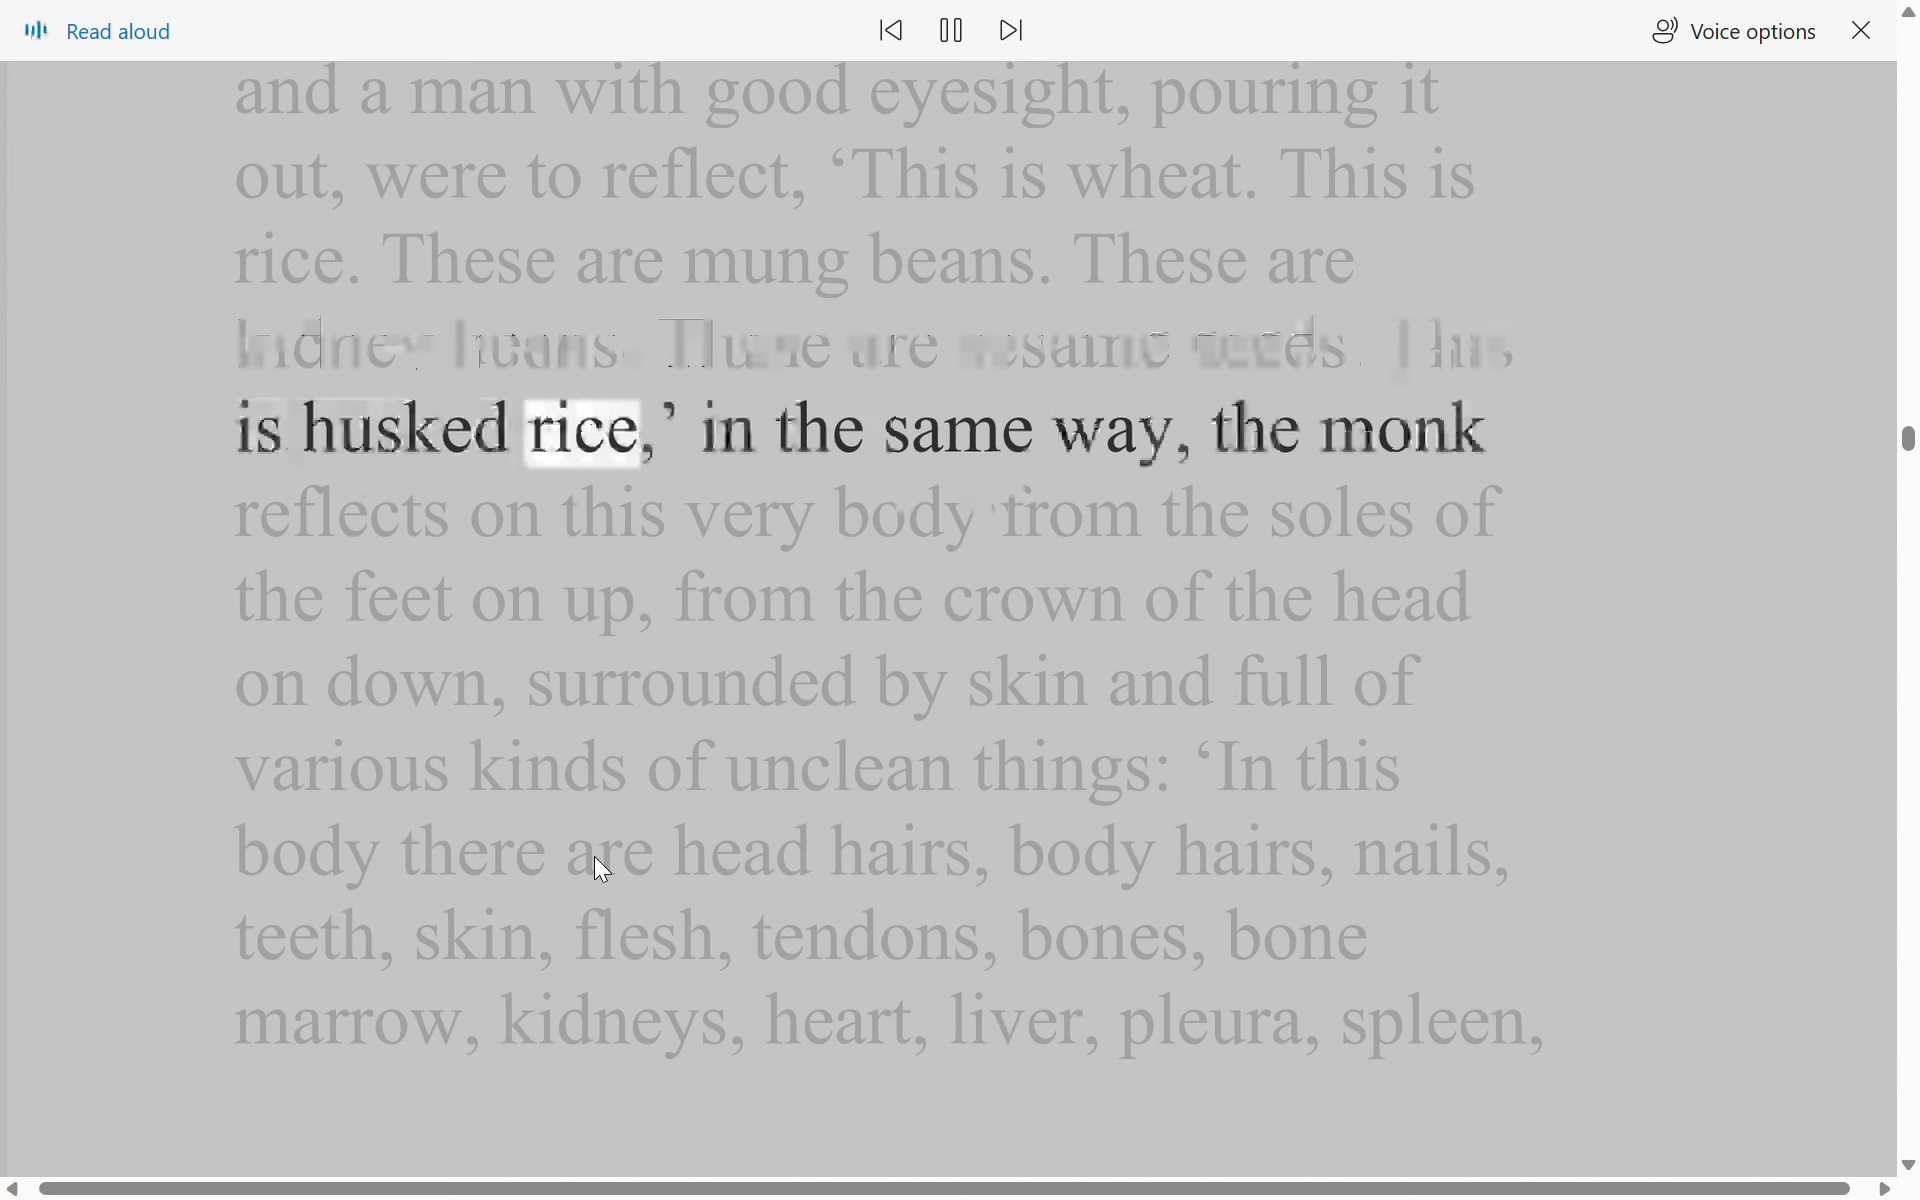 Read aloud
Voice options
and a man with good eyesight, pouring it
out, were to reflect, ‘This is wheat. This is
rice. These are mung beans. These are
kidney beans. These are sesame seeds. This
is husked rice,’ in the same way, the monk
reflects on this very body from the soles of
the feet on up, from the crown of the head
on down, surrounded by skin and full of
various kinds of unclean things: ‘In this
body there are head hairs, body hairs, nails,
teeth, skin, flesh, tendons, bones, bone
marrow, kidneys, heart, liver, pleura, spleen,